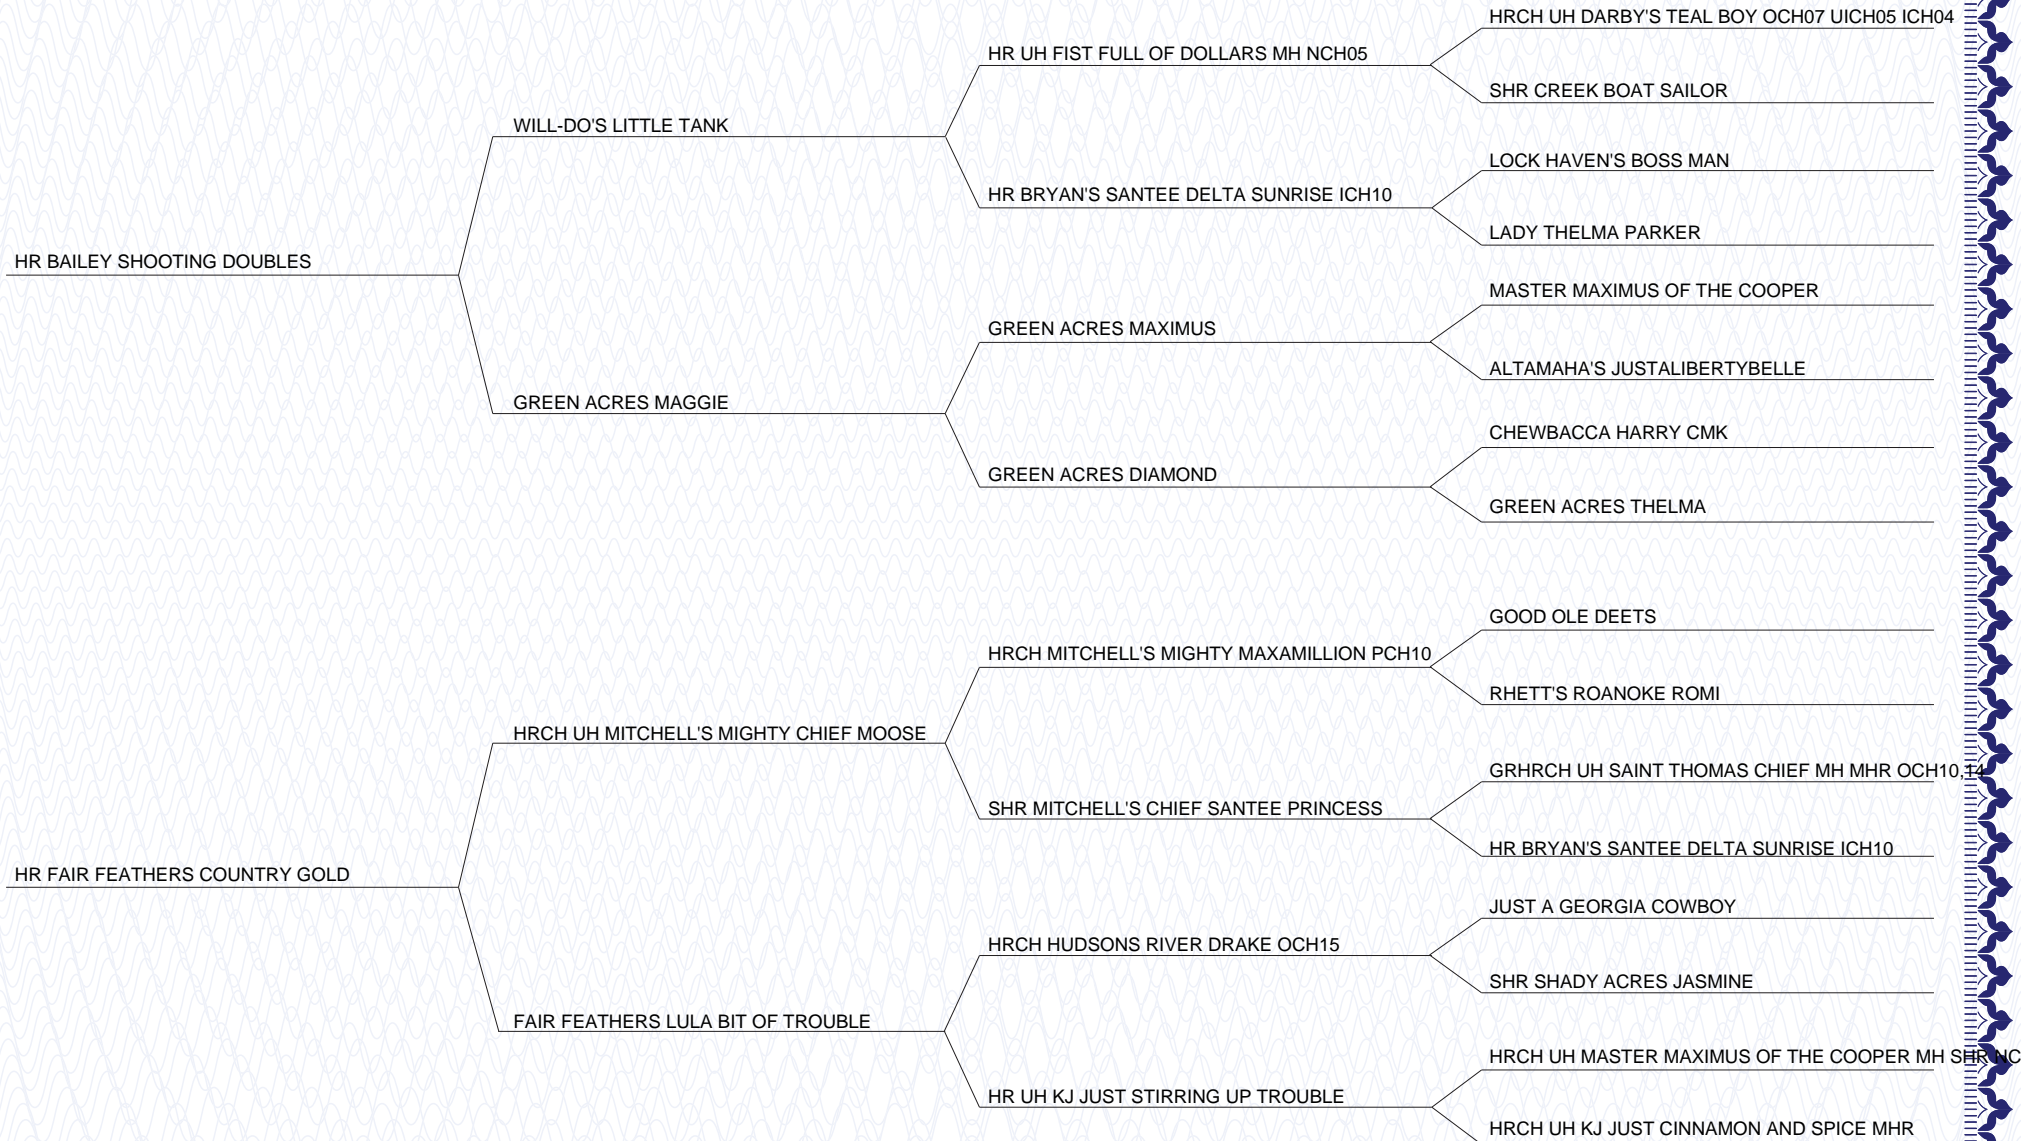 HRCH UH DARBY'S TEAL BOY OCH07 UICH05 ICH04
HR UH FIST FULL OF DOLLARS MH NCH05
SHR CREEK BOAT SAILOR
WILL-DO'S LITTLE TANK
LOCK HAVEN'S BOSS MAN
HR BRYAN'S SANTEE DELTA SUNRISE ICH10
LADY THELMA PARKER
HR BAILEY SHOOTING DOUBLES
MASTER MAXIMUS OF THE COOPER
GREEN ACRES MAXIMUS
ALTAMAHA'S JUSTALIBERTYBELLE
GREEN ACRES MAGGIE
CHEWBACCA HARRY CMK
GREEN ACRES DIAMOND
GREEN ACRES THELMA
GOOD OLE DEETS
HRCH MITCHELL'S MIGHTY MAXAMILLION PCH10
RHETT'S ROANOKE ROMI
HRCH UH MITCHELL'S MIGHTY CHIEF MOOSE
GRHRCH UH SAINT THOMAS CHIEF MH MHR OCH10,14
SHR MITCHELL'S CHIEF SANTEE PRINCESS
HR BRYAN'S SANTEE DELTA SUNRISE ICH10
HR FAIR FEATHERS COUNTRY GOLD
JUST A GEORGIA COWBOY
HRCH HUDSONS RIVER DRAKE OCH15
SHR SHADY ACRES JASMINE
FAIR FEATHERS LULA BIT OF TROUBLE
HRCH UH MASTER MAXIMUS OF THE COOPER MH SHR NC
HR UH KJ JUST STIRRING UP TROUBLE
HRCH UH KJ JUST CINNAMON AND SPICE MHR